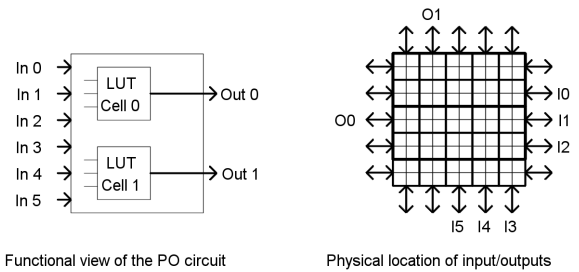 O1
In 0
In 1
In 2
In 3
In 4
In 5
LUT
Cell 0
LUT
Cell 1
Out 0
Out 1
O0
I0
I1
I2
I5 I4 I3
Functional view of the PO circuit
Physical location of input/outputs